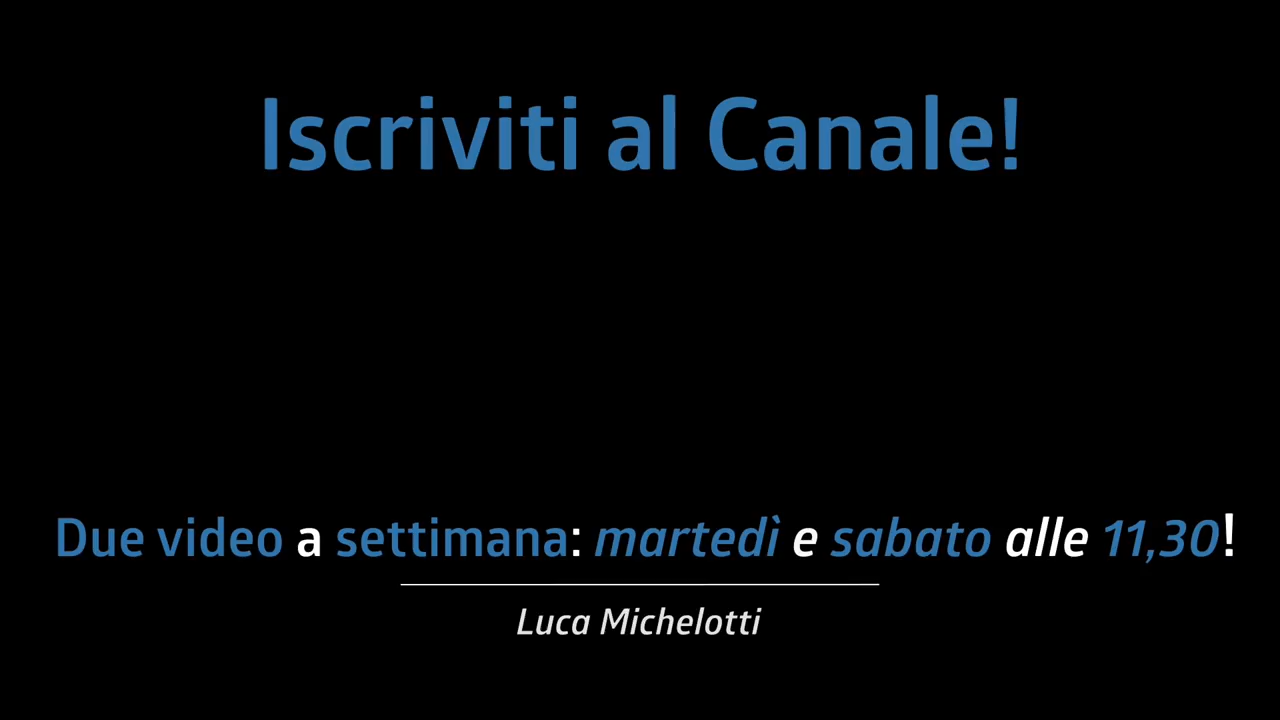 Iscriviti al Canale!
Due video a settimana: martedì e sabato alle 11,30!
Luca Michelotti